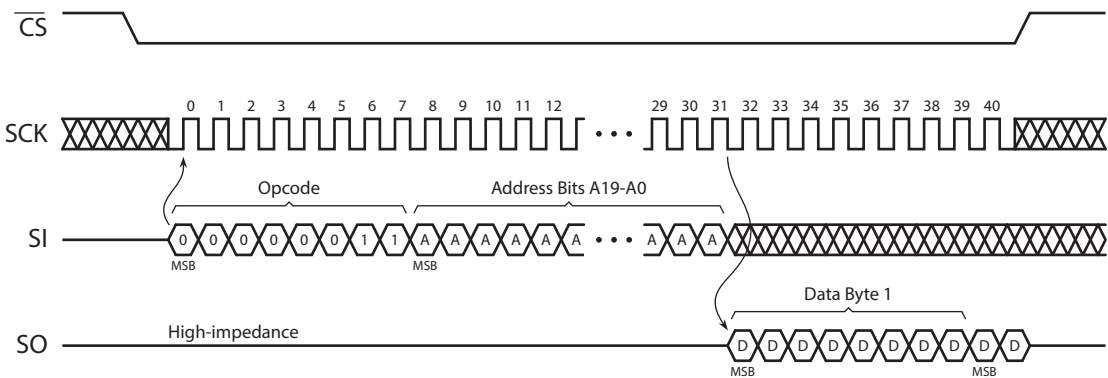 CS
0 1 2 3 4 5 6 7 8 9 10 11 12 29 30 31 32 33 34 35 36 37 38 39 40
SCK
Opcode Address Bits A19-A0
SI 0 0 0 0 0 0 1 1 A A A A A A A A A
MSB MSB
Data Byte 1
High-impedance
SO D D D D D D D D D D
MSB MSB